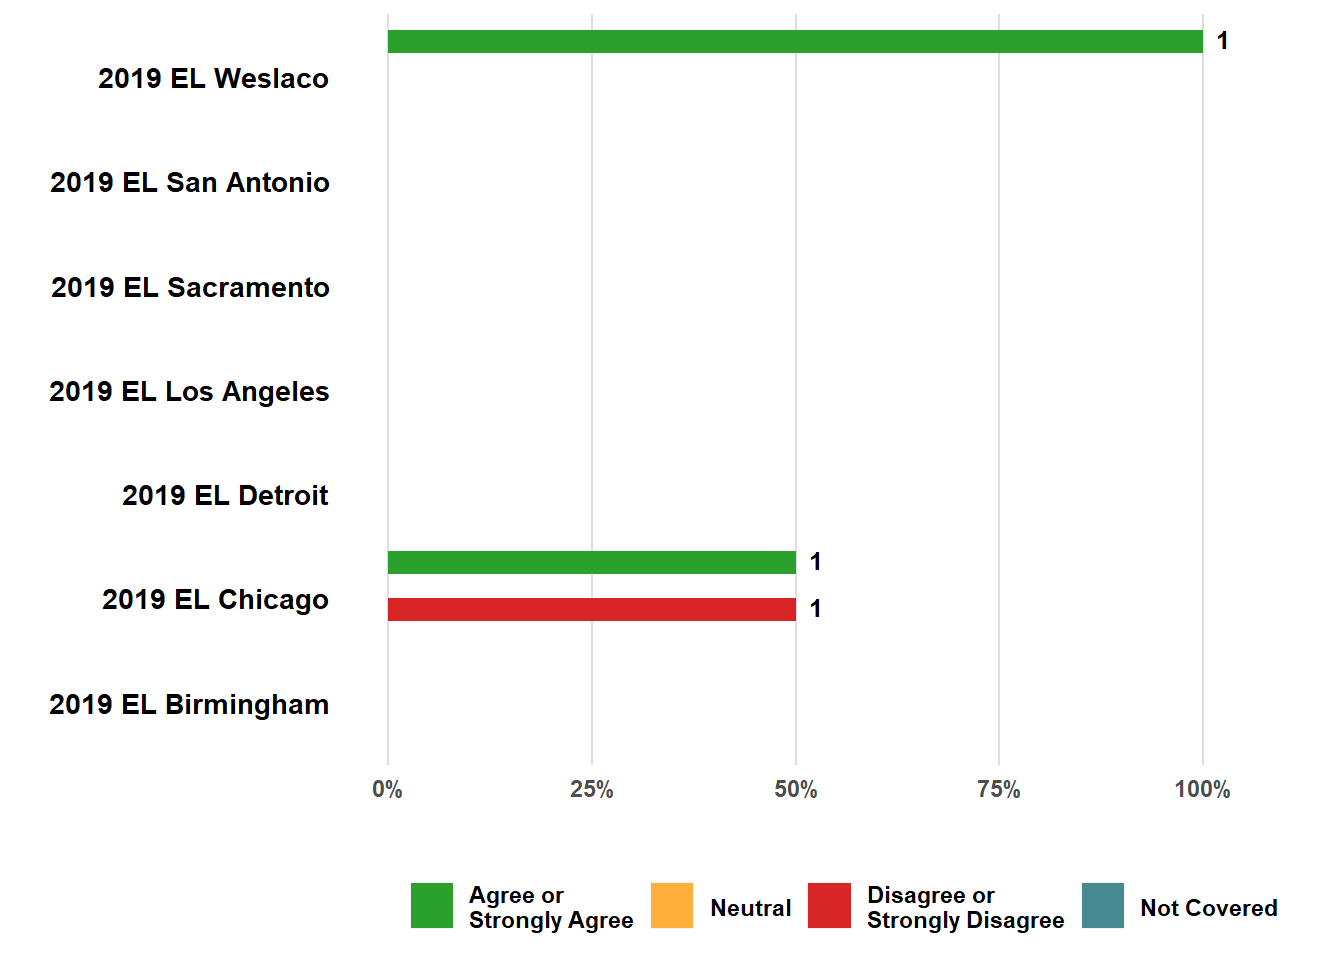 1
2019 EL Weslaco
2019 EL San Antonio
2019 EL Sacramento
2019 EL Los Angeles
2019 EL Detroit
1
2019 EL Chicago
1
2019 EL Birmingham
0% 25% 50% 75% 100%
Agree or
Strongly Agree
Neutral
Disagree or
Strongly Disagree
Not Covered